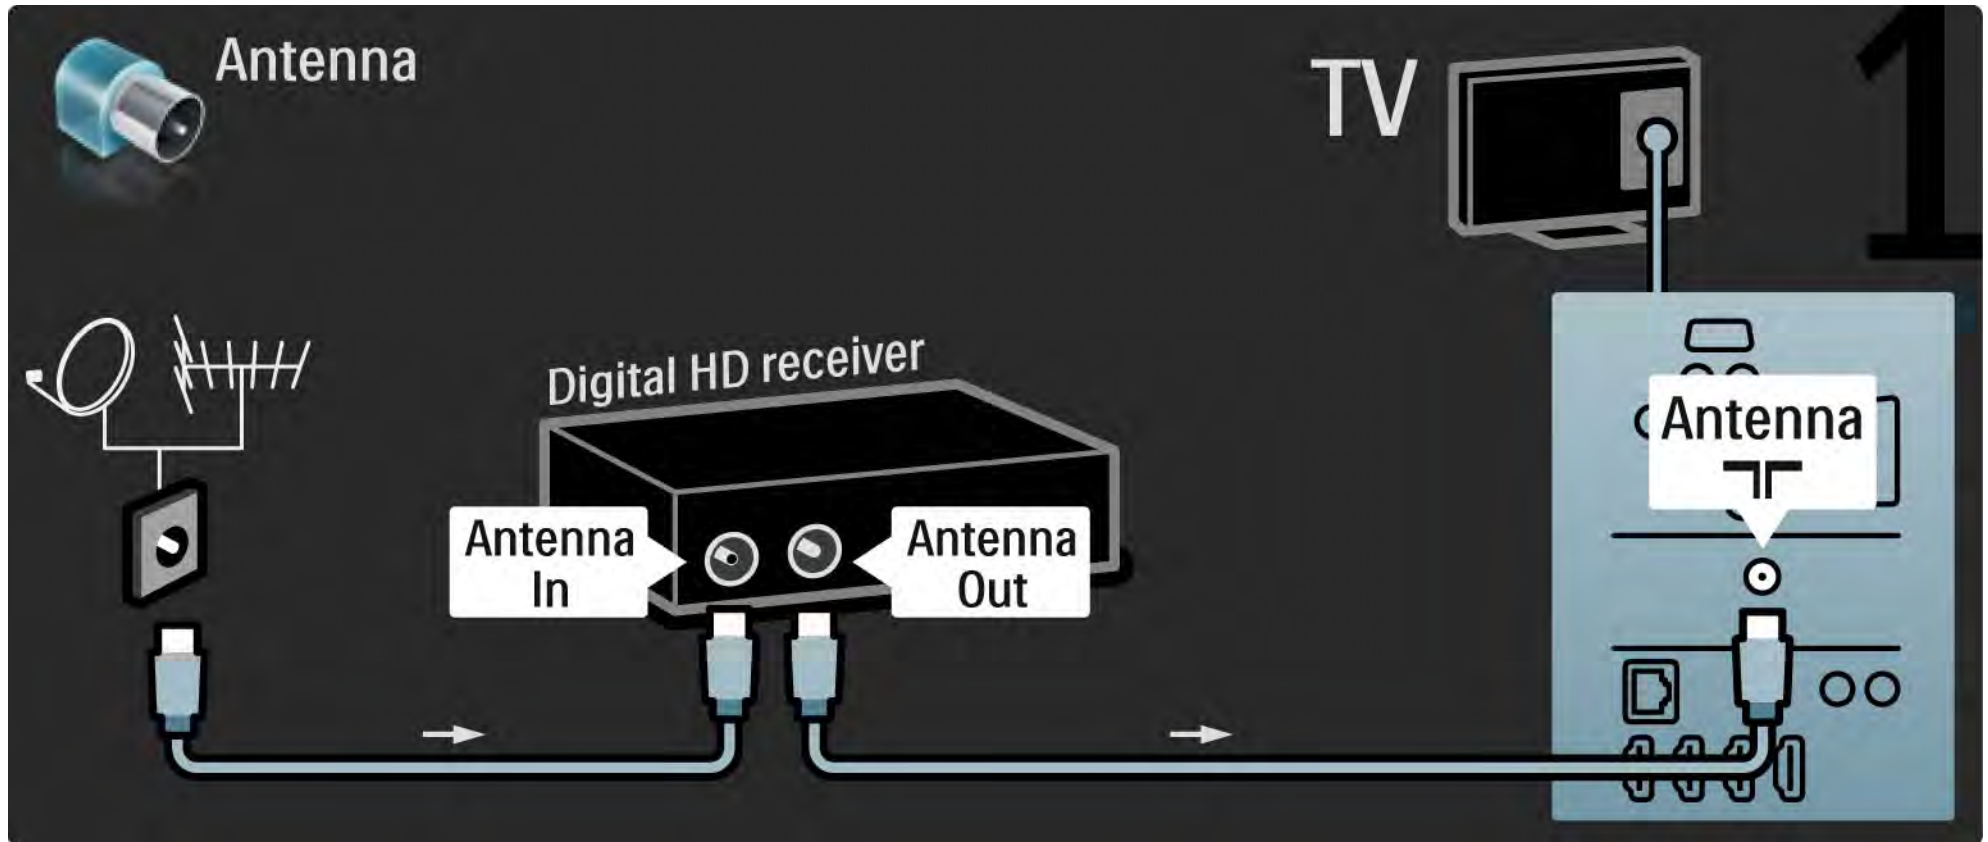 Antenna
TV
1
Digital HD receiver
Antenna
In
Antenna
Out
Antenna